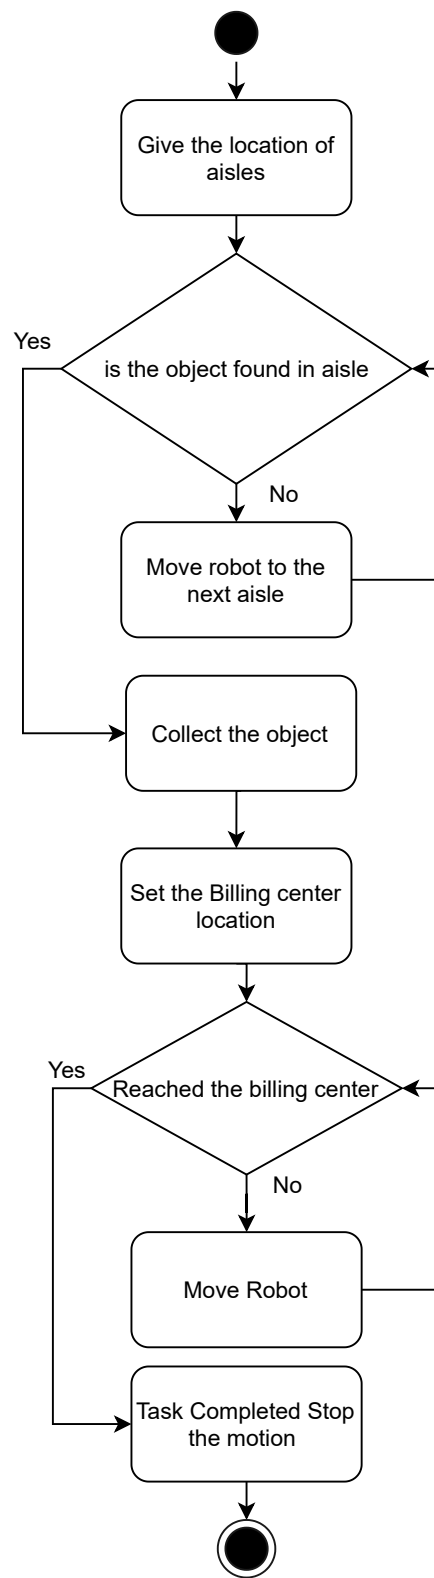 Give the location of
aisles
Yes
is the object found in aisle
No
Move robot to the
next aisle
Collect the object
Set the Billing center
location
Yes
Reached the billing center
No
Move Robot
Task Completed Stop
the motion